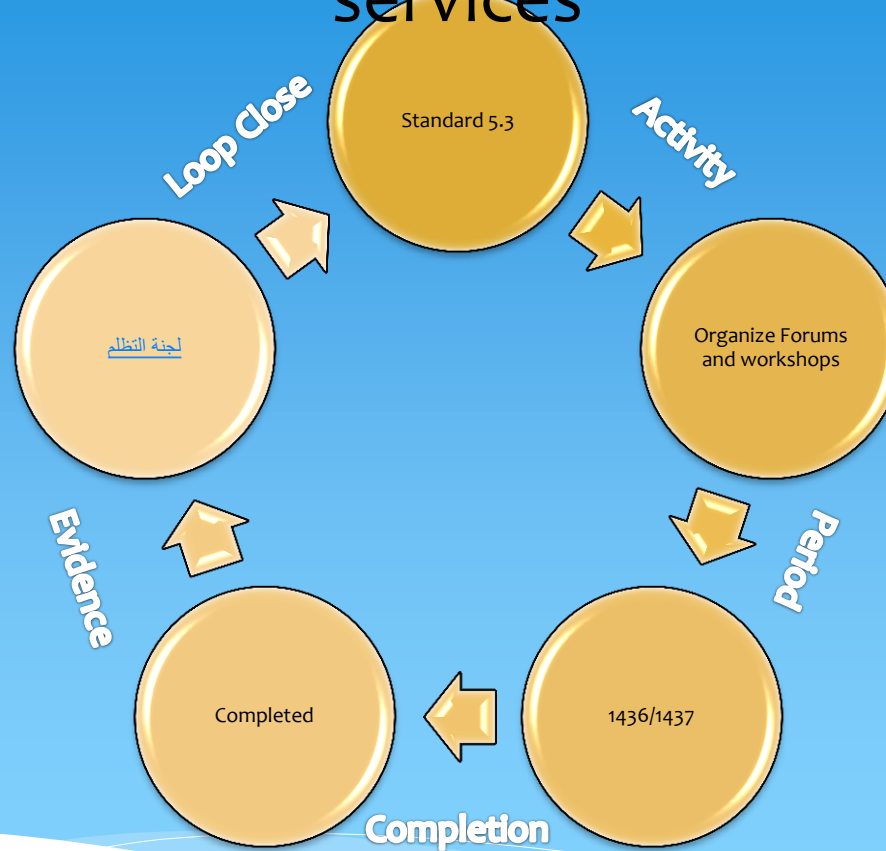 services
Standard 5.3
Activity
Organize Forums
and workshops
Period
1436/1437
Completion
Completed
Evidence
لجنة التظلم
Loop Close